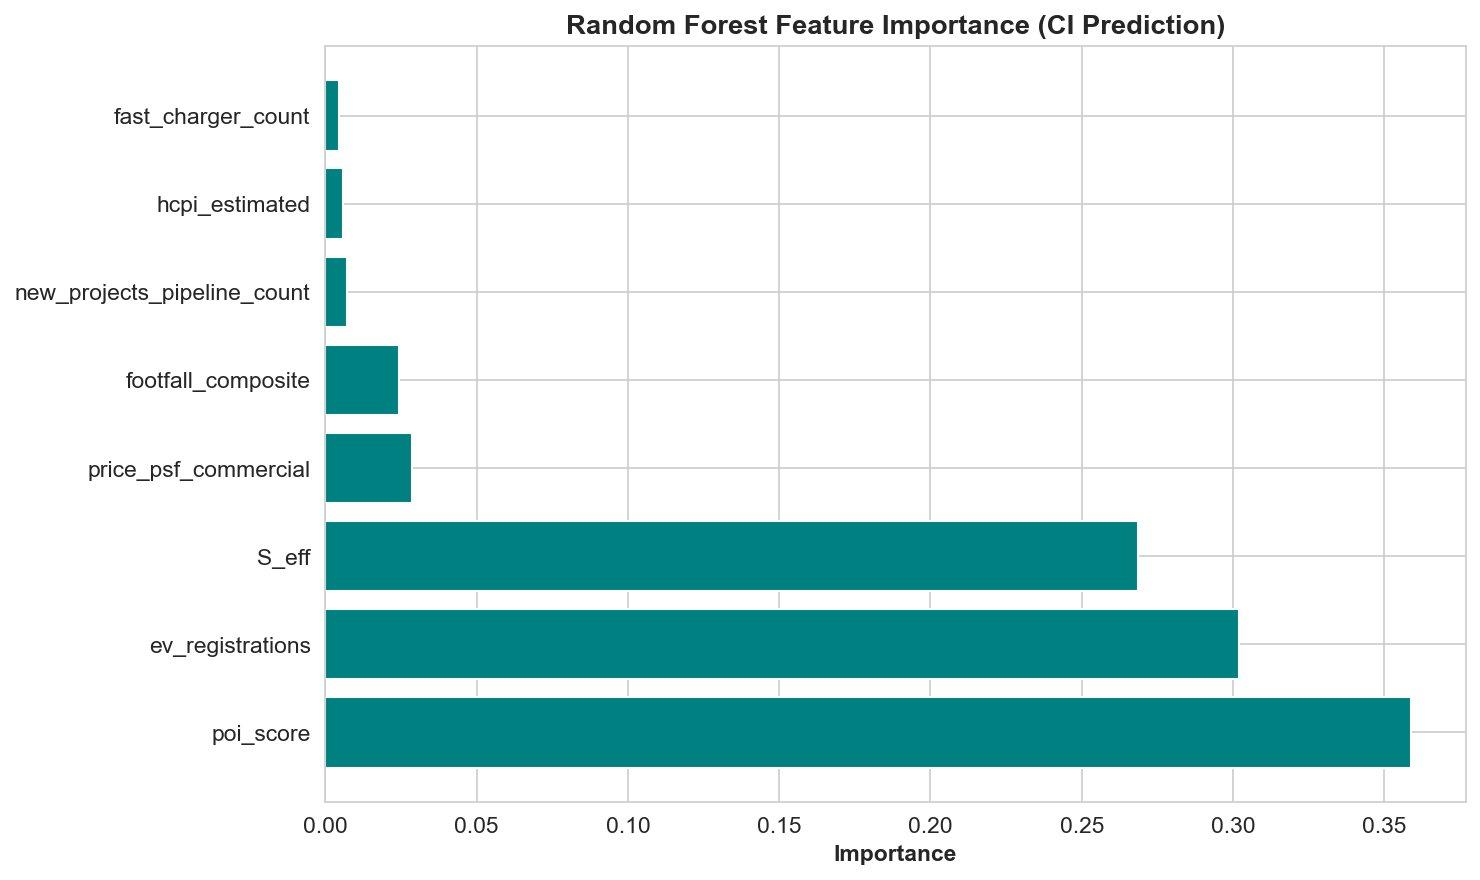 Random Forest Feature Importance (CI Prediction)
fast_charger_count
hcpi_estimated
new_projects_pipeline_count
footfall_composite
price_psf_commercial
S_eff
ev_registrations
poi_score
0.00 0.05 0.10 0.15 0.20 0.25 0.30 0.35
Importance